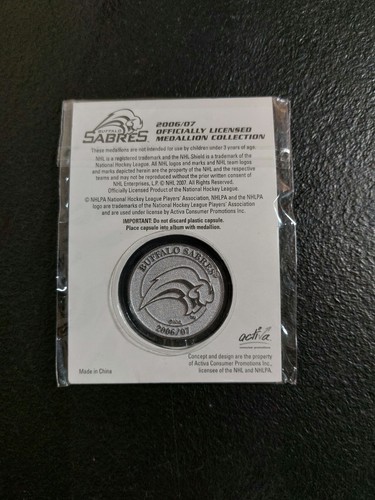 BUFFALO
SABRES
2006/07
OFFICIALLY LICENSED
MEDALLION COLLECTION
These medallions are not intended for use by children under 3 years of age.
NHL is a registered trademark and the NHL Shield is a trademark of the
National Hockey League. All NHL logos and marks and NHL team logos
and marks depicted herein are the property of the NHL and the respective
teams and may not be reproduced without the prior written consent of
NHL Enterprises, L.P. © NHL 2007. All Rights Reserved.
Officially Licensed Product of the National Hockey League.
© NHLPA National Hockey League Players' Association, NHLPA and the NHLPA
logo are trademarks of the National Hockey League Players' Association
and are used under license by Activa Consumer Promotions Inc.
IMPORTANT: Do not discard plastic capsule.
Place capsule into album with medallion.
BUFFALO SABRES
2006/07
activa
Concept and design are the property
of Activa Consumer Promotions Inc.,
licensee of the NHL and NHLPA.
Made in China